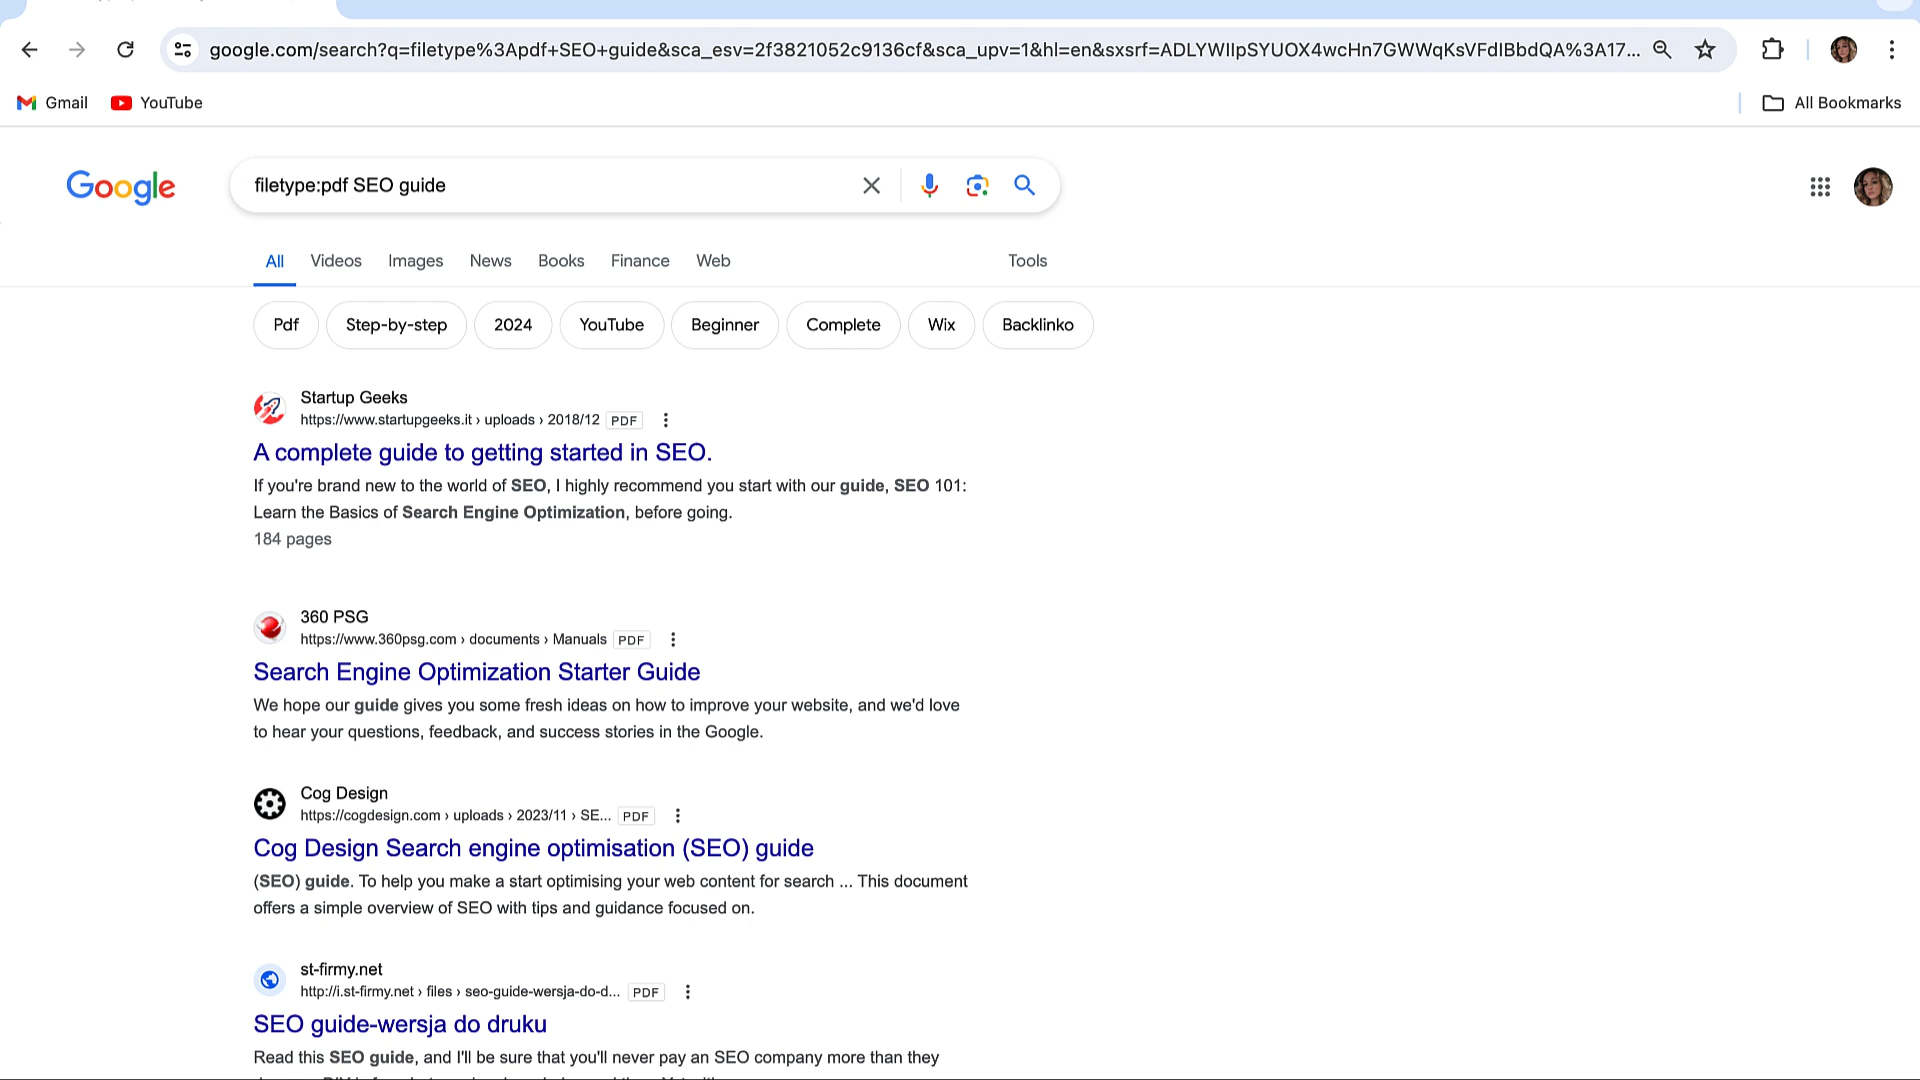 google.com/search?q=filetype%3Apdf+SEO+guide&sca_esv=2f3821052c9136cf&sca_upv=1&hl=en&sxsrf=ADLYWIIpSYUOX4wcHn7GWWqKsVFdIBbdQA%3A17...
Gmail YouTube All Bookmarks
Google filetype:pdf SEO guide
All Videos Images News Books Finance Web Tools
Pdf Step-by-step 2024 YouTube Beginner Complete Wix Backlinko
Startup Geeks
https://www.startupgeeks.it › uploads › 2018/12 PDF
A complete guide to getting started in SEO.
If you're brand new to the world of SEO, I highly recommend you start with our guide, SEO 101:
Learn the Basics of Search Engine Optimization, before going.
184 pages
360 PSG
https://www.360psg.com › documents › Manuals PDF
Search Engine Optimization Starter Guide
We hope our guide gives you some fresh ideas on how to improve your website, and we'd love
to hear your questions, feedback, and success stories in the Google.
Cog Design
https://cogdesign.com › uploads › 2023/11 › SE... PDF
Cog Design Search engine optimisation (SEO) guide
(SEO) guide. To help you make a start optimising your web content for search ... This document
offers a simple overview of SEO with tips and guidance focused on.
st-firmy.net
http://i.st-firmy.net › files › seo-guide-wersja-do-d... PDF
SEO guide-wersja do druku
Read this SEO guide, and I'll be sure that you'll never pay an SEO company more than they